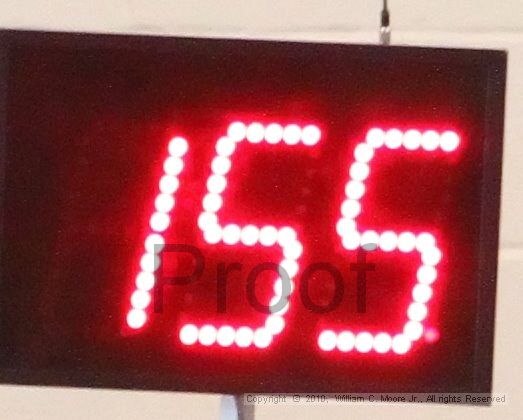 155
Proof
Copyright © 2010, William C. Moore Jr., All Rights Reserved